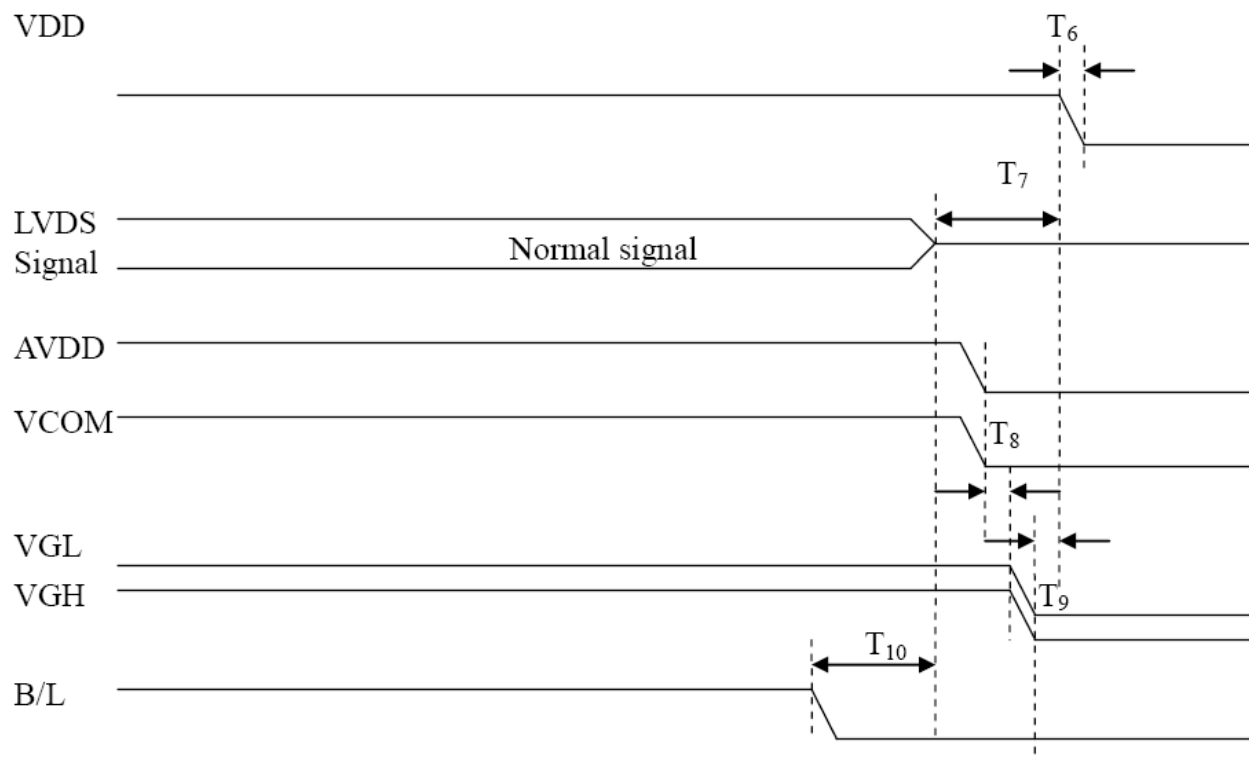 VDD
T6
T7
LVDS
Signal
Normal signal
AVDD
VCOM
T8
VGL
VGH
T9
T10
B/L